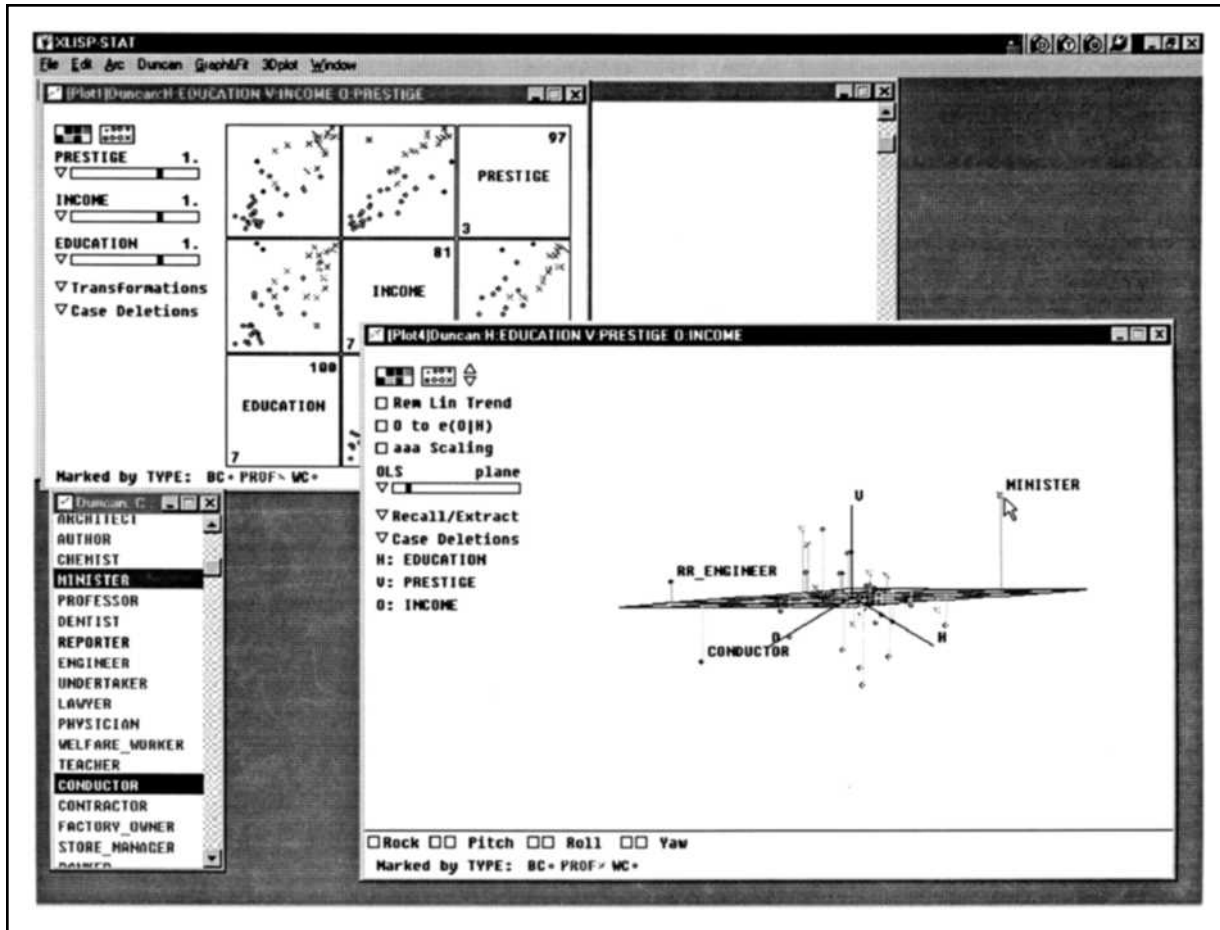 XLISP-STAT
File Edit Arc Duncan Graph&Fit 3Dplot Window
[Plot1]Duncan:H:EDUCATION V:INCOME O:PRESTIGE
PRESTIGE 1.
INCOME 1.
EDUCATION 1.
Transformations
Case Deletions
97
PRESTIGE
3
81
INCOME
7
100
EDUCATION
7
Marked by TYPE: BC PROF WC
Duncan. C
ARCHITECT
AUTHOR
CHEMIST
MINISTER
PROFESSOR
DENTIST
REPORTER
ENGINEER
UNDERTAKER
LAWYER
PHYSICIAN
WELFARE_WORKER
TEACHER
CONDUCTOR
CONTRACTOR
FACTORY_OWNER
STORE_MANAGER
BANKER
[Plot4]Duncan:H:EDUCATION V:PRESTIGE O:INCOME
Rem Lin Trend
O to e(O|H)
aaa Scaling
OLS plane
Recall/Extract
Case Deletions
H: EDUCATION
V: PRESTIGE
O: INCOME
V
MINISTER
RR_ENGINEER
O
H
CONDUCTOR
Rock Pitch Roll Yaw
Marked by TYPE: BC PROF WC